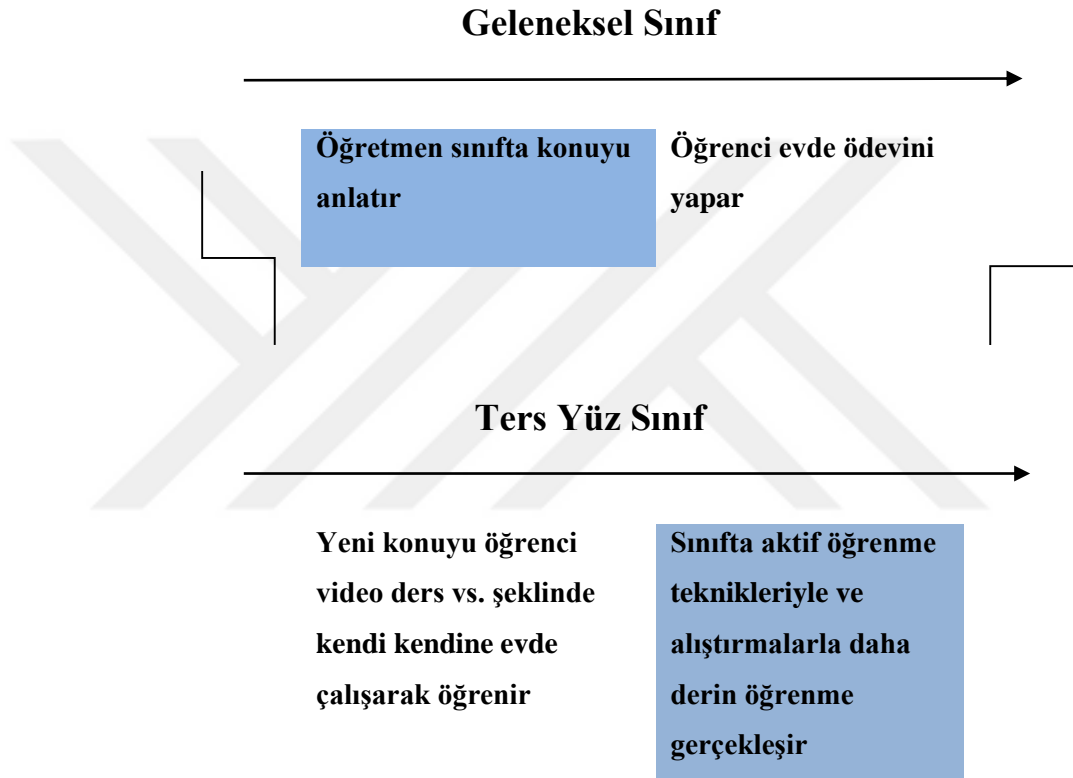 Geleneksel Sınıf
Öğretmen sınıfta konuyu
anlatır
Öğrenci evde ödevini
yapar
Ters Yüz Sınıf
Yeni konuyu öğrenci
video ders vs. şeklinde
kendi kendine evde
çalışarak öğrenir
Sınıfta aktif öğrenme
teknikleriyle ve
alıştırmalarla daha
derin öğrenme
gerçekleşir